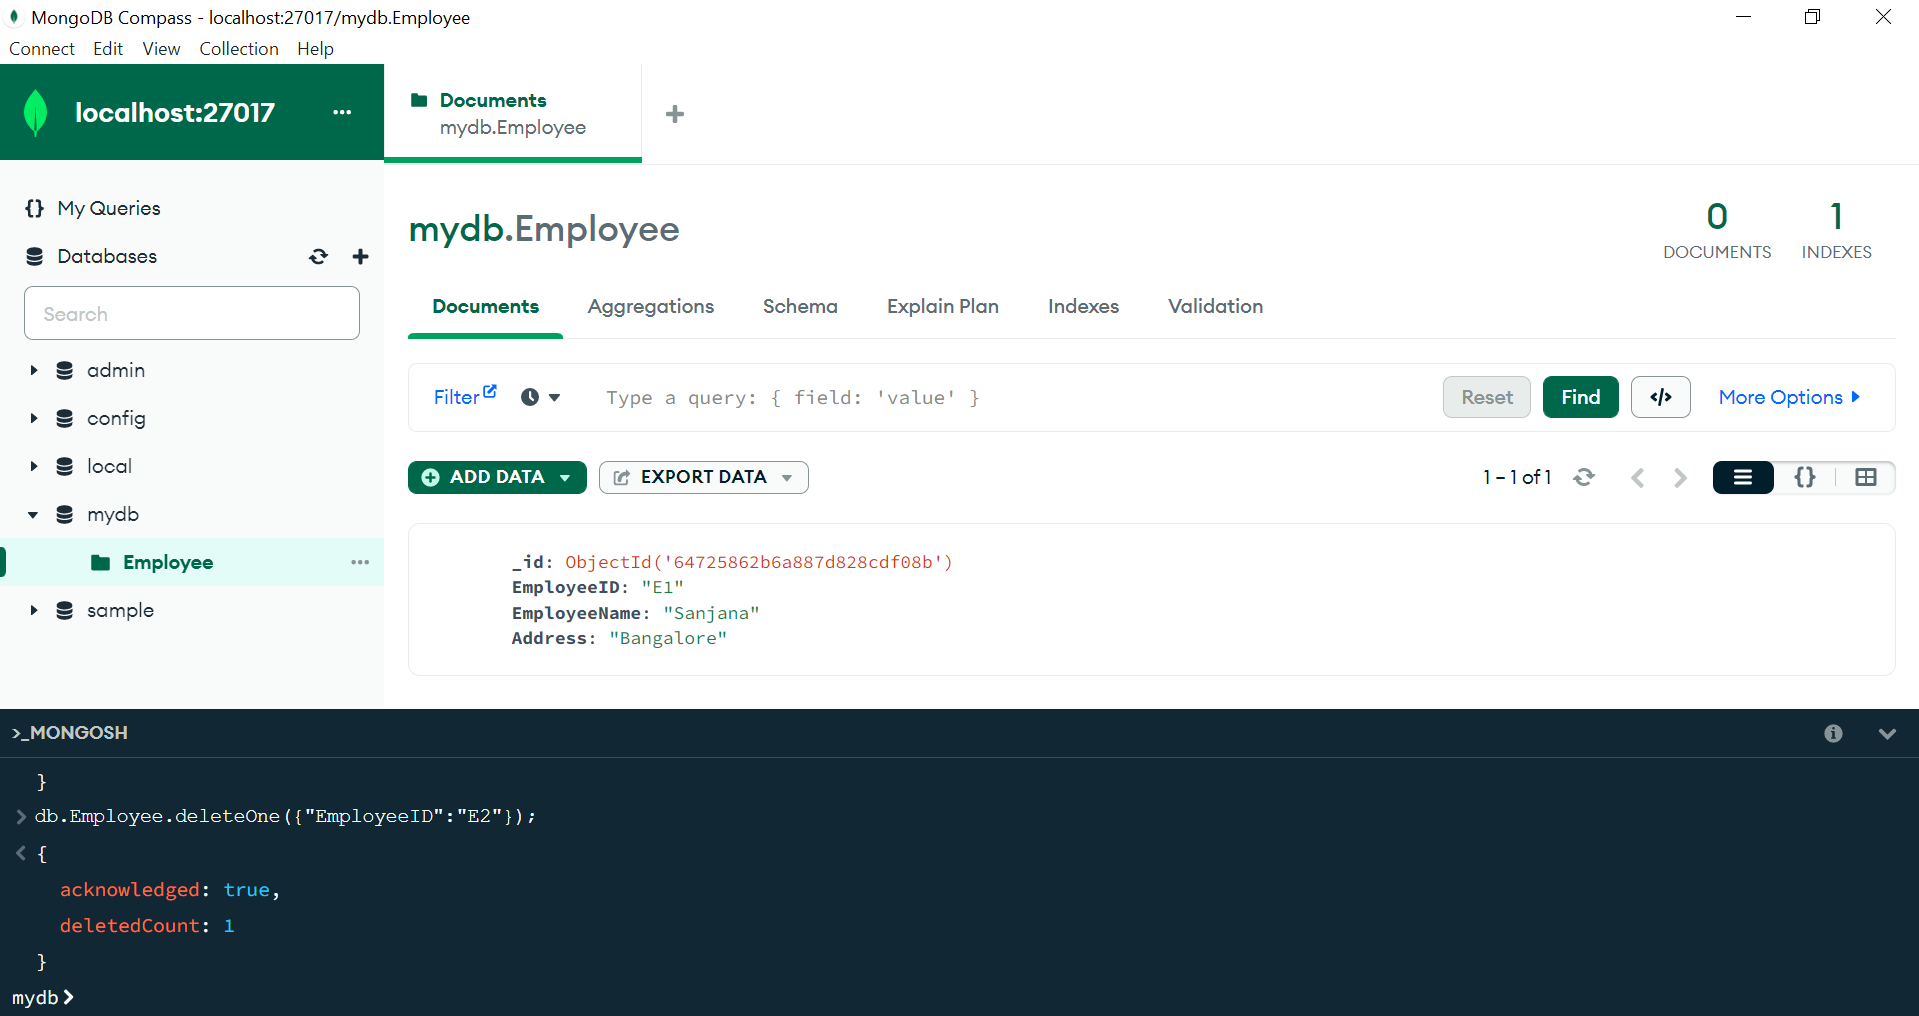 MongoDB Compass - localhost:27017/mydb.Employee
Connect Edit View Collection Help
localhost:27017 ...
Documents
mydb.Employee
+
{} My Queries
Databases
Search
admin
config
local
mydb
Employee ...
sample
mydb.Employee
0
DOCUMENTS
1
INDEXES
Documents Aggregations Schema Explain Plan Indexes Validation
Filter Type a query: { field: 'value' } Reset Find </> More Options
ADD DATA EXPORT DATA 1 – 1 of 1 {}
_id: ObjectId('64725862b6a887d828cdf08b')
EmployeeID: "E1"
EmployeeName: "Sanjana"
Address: "Bangalore"
>_MONGOSH
}
> db.Employee.deleteOne({"EmployeeID":"E2"});
< {
acknowledged: true,
deletedCount: 1
}
mydb>